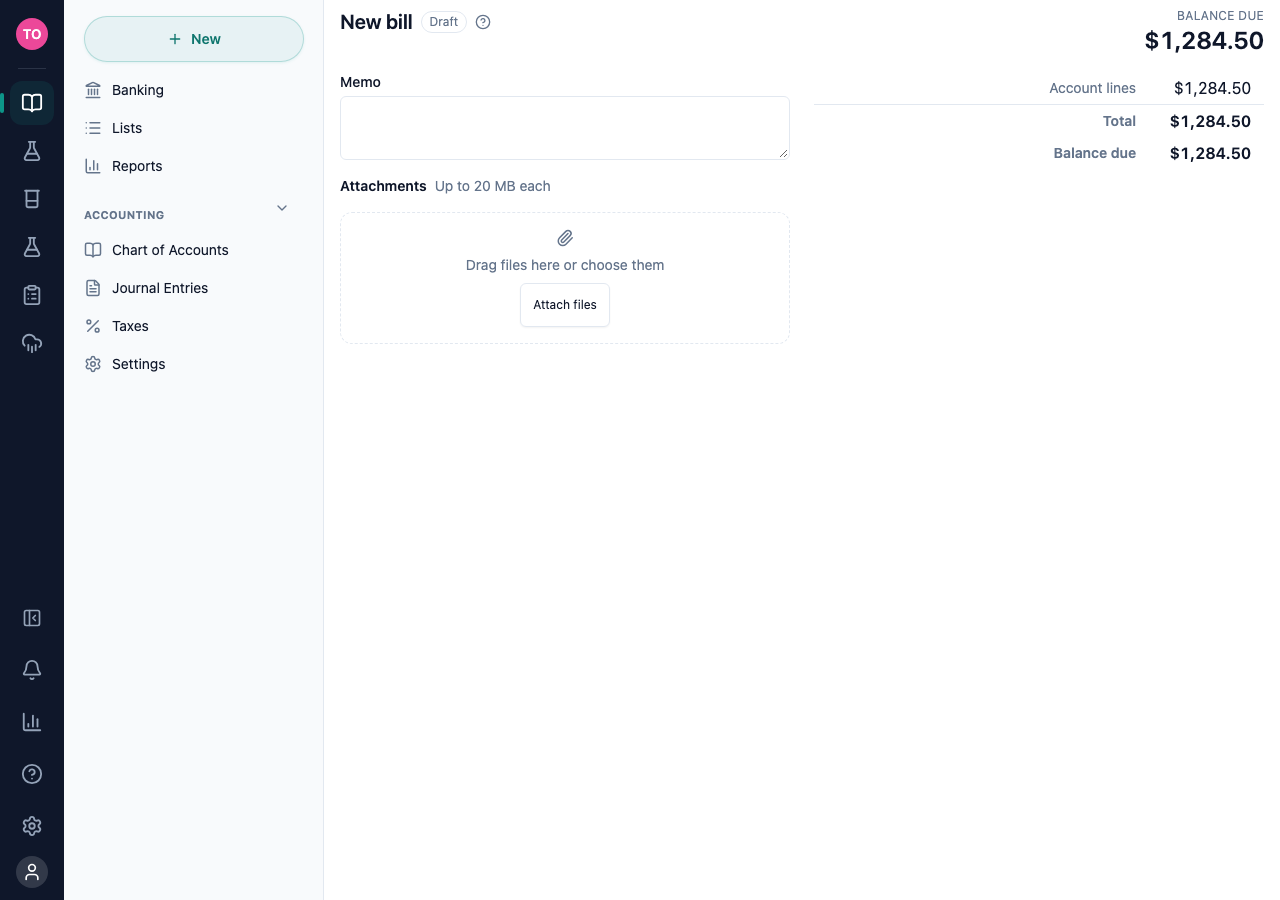 TO
New
Banking
Lists
Reports
ACCOUNTING
Chart of Accounts
Journal Entries
Taxes
Settings
New bill Draft
BALANCE DUE
$1,284.50
Memo
Account lines $1,284.50
Total $1,284.50
Balance due $1,284.50
Attachments Up to 20 MB each
Drag files here or choose them
Attach files